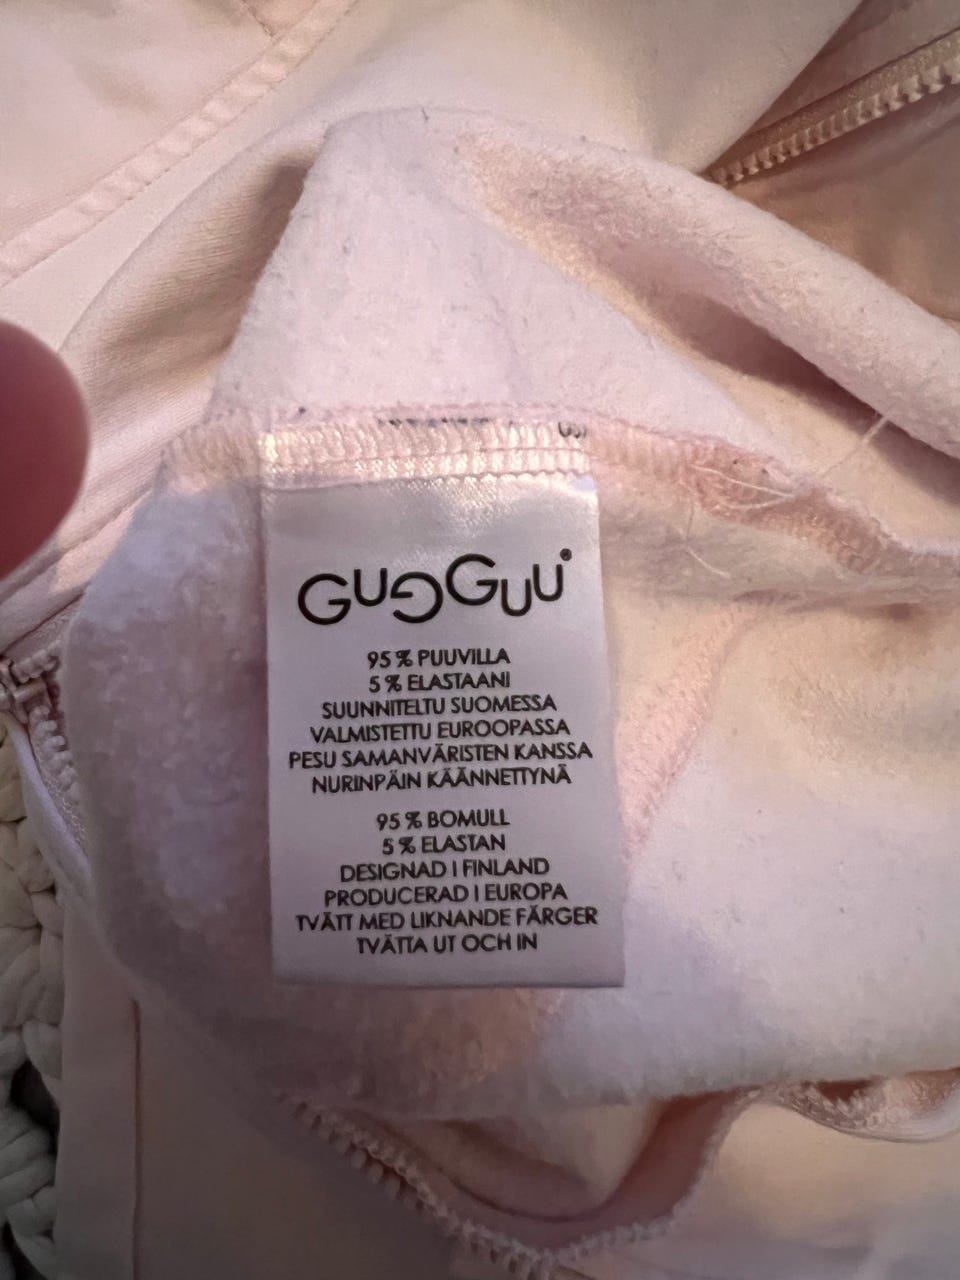 GUGGUU®
95 % PUUVILLA
5 % ELASTAANI
SUUNNITELTU SUOMESSA
VALMISTETTU EUROOPASSA
PESU SAMANVÄRISTEN KANSSA
NURINPÄIN KÄÄNNETTYNÄ
95 % BOMULL
5 % ELASTAN
DESIGNAD I FINLAND
PRODUCERAD I EUROPA
TVÄTT MED LIKNANDE FÄRGER
TVÄTTA UT OCH IN